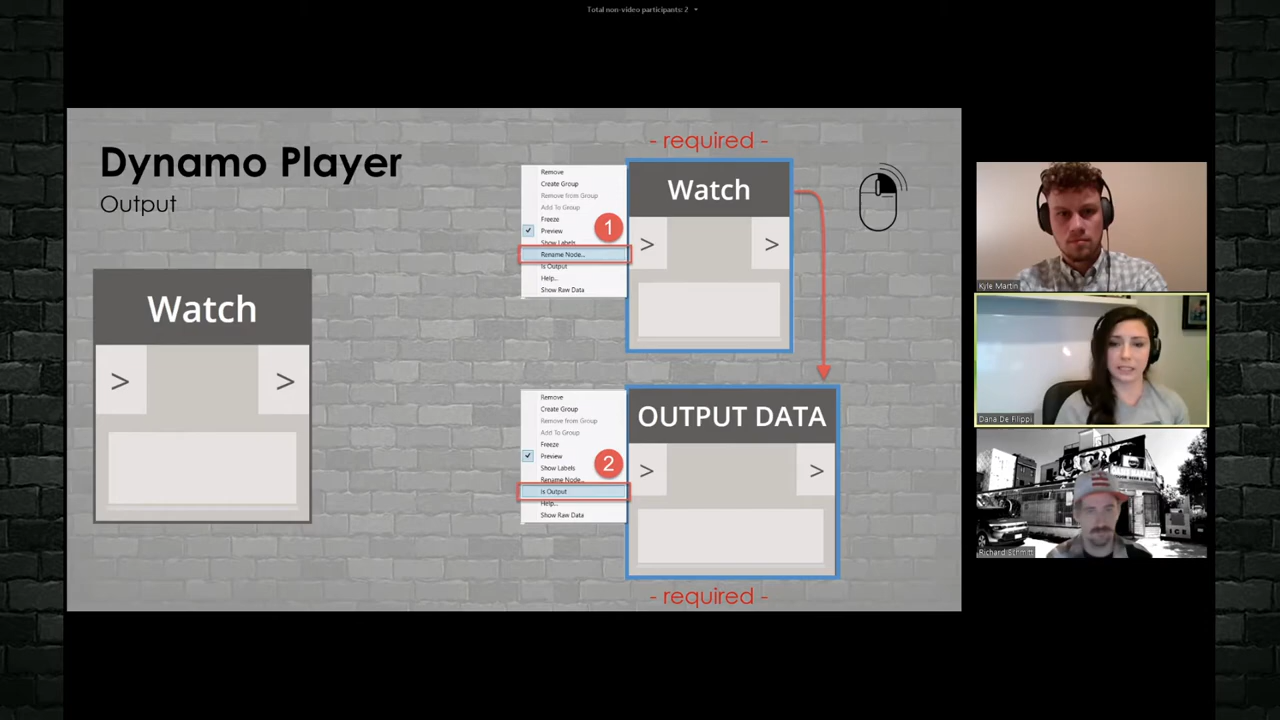 Total non-video participants: 2
Dynamo Player
Output
Watch
>
>
- required -
Remove
Create Group
Remove from Group
Add To Group
Freeze
Preview
Show Labels
Rename Node...
Is Output
Help...
Show Raw Data
1
Watch
>
>
Remove
Create Group
Remove from Group
Add To Group
Freeze
Preview
Show Labels
Rename Node...
Is Output
Help...
Show Raw Data
2
OUTPUT DATA
>
>
- required -
Kyle Martin
Dana De Filippi
ICE
Richard Schmitt